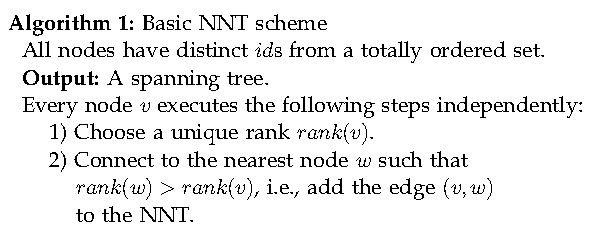 Algorithm 1: Basic NNT scheme
All nodes have distinct ids from a totally ordered set.
Output: A spanning tree.
Every node v executes the following steps independently:
1) Choose a unique rank rank(v).
2) Connect to the nearest node w such that
rank(w) > rank(v), i.e., add the edge (v, w)
to the NNT.